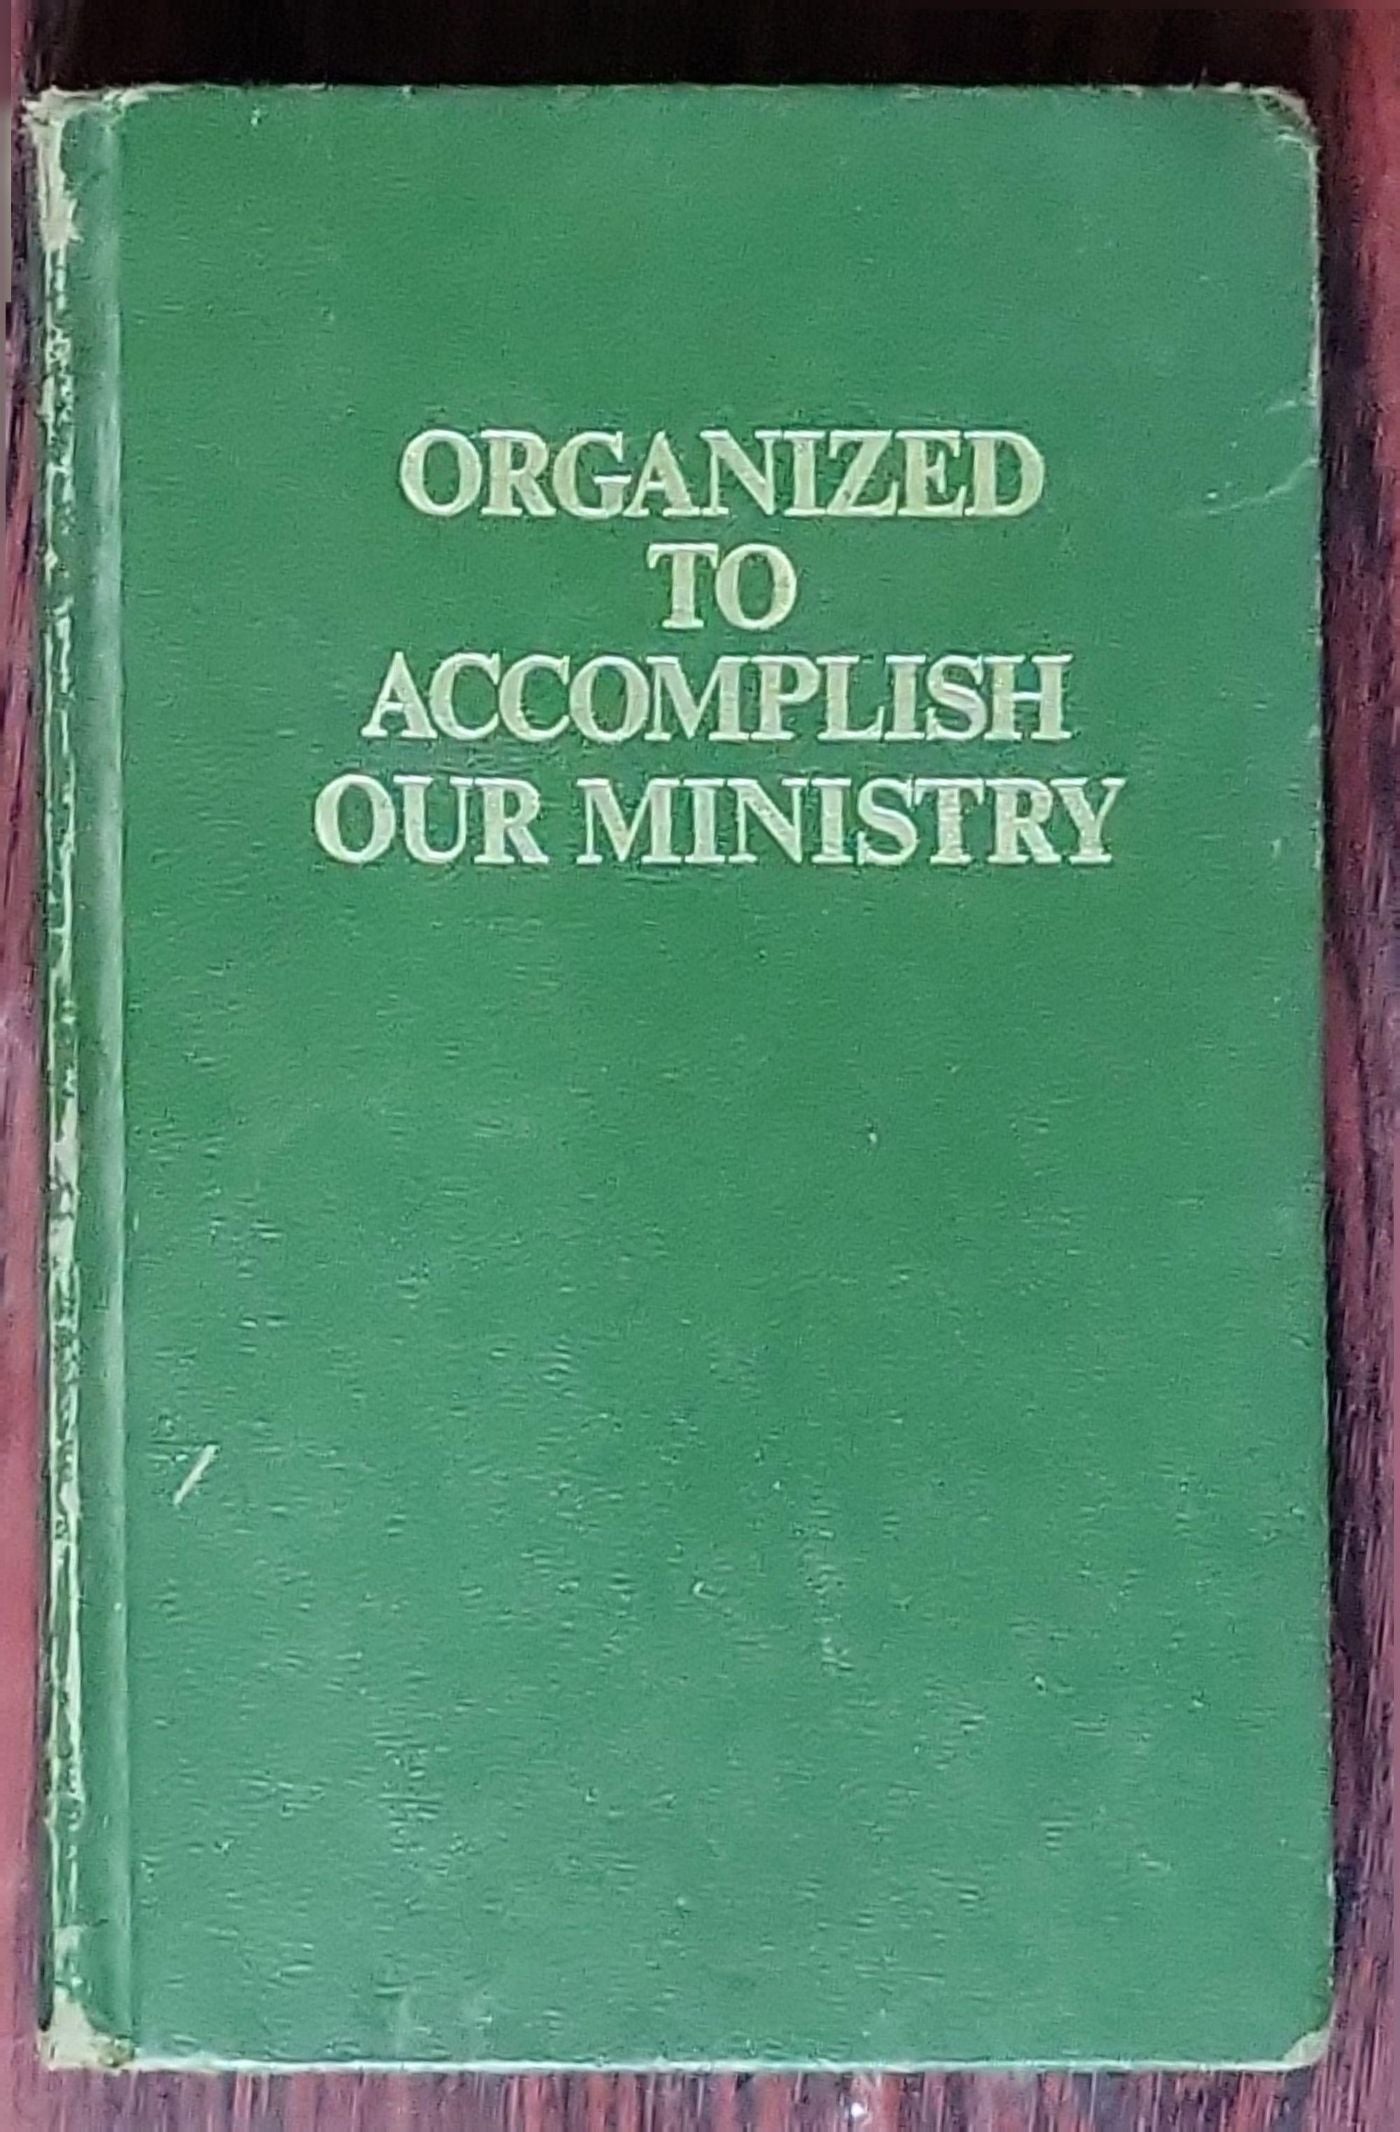 ORGANIZED
TO
ACCOMPLISH
OUR MINISTRY